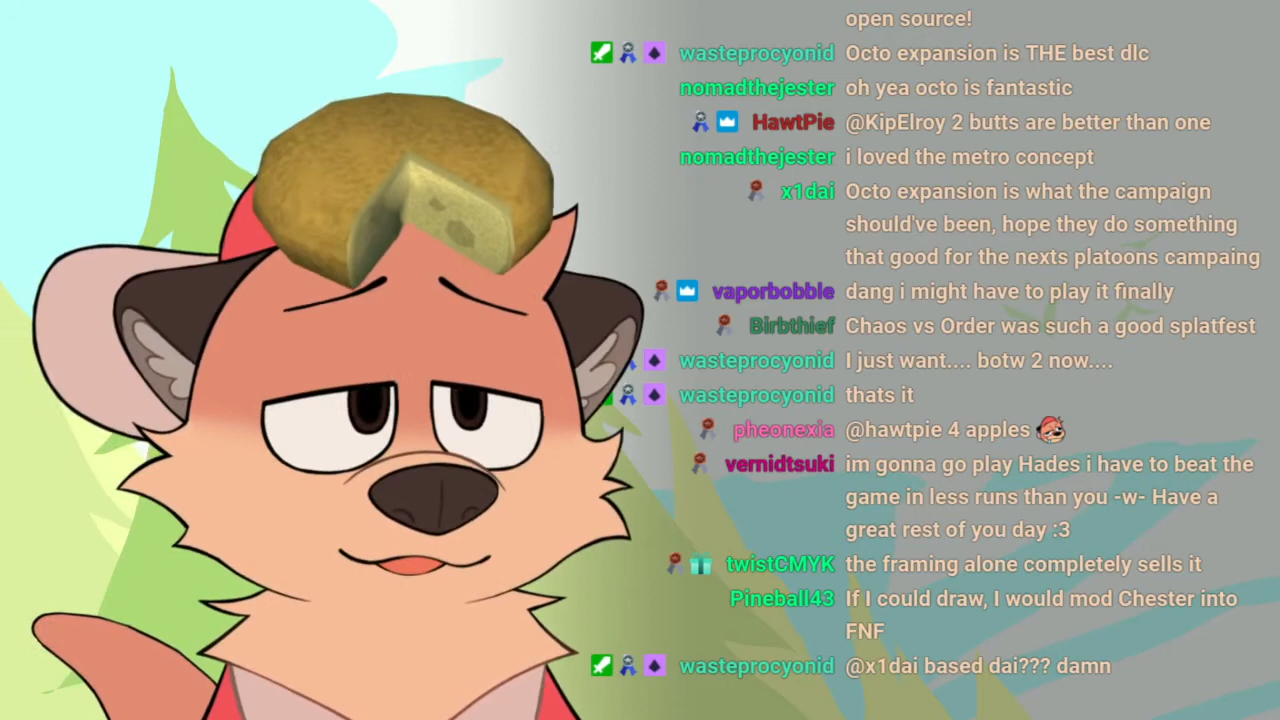 open source!
wasteprocyonid Octo expansion is THE best dlc
nomadthejester oh yea octo is fantastic
HawtPie @KipElroy 2 butts are better than one
nomadthejester i loved the metro concept
x1dai Octo expansion is what the campaign
should've been, hope they do something
that good for the nexts platoons campaing
vaporbobble dang i might have to play it finally
Birbthief Chaos vs Order was such a good splatfest
wasteprocyonid I just want.... botw 2 now....
wasteprocyonid thats it
pheonexia @hawtpie 4 apples
vernidtsuki im gonna go play Hades i have to beat the
game in less runs than you -w- Have a
great rest of you day :3
twistCMYK the framing alone completely sells it
Pineball43 If I could draw, I would mod Chester into
FNF
wasteprocyonid @x1dai based dai??? damn